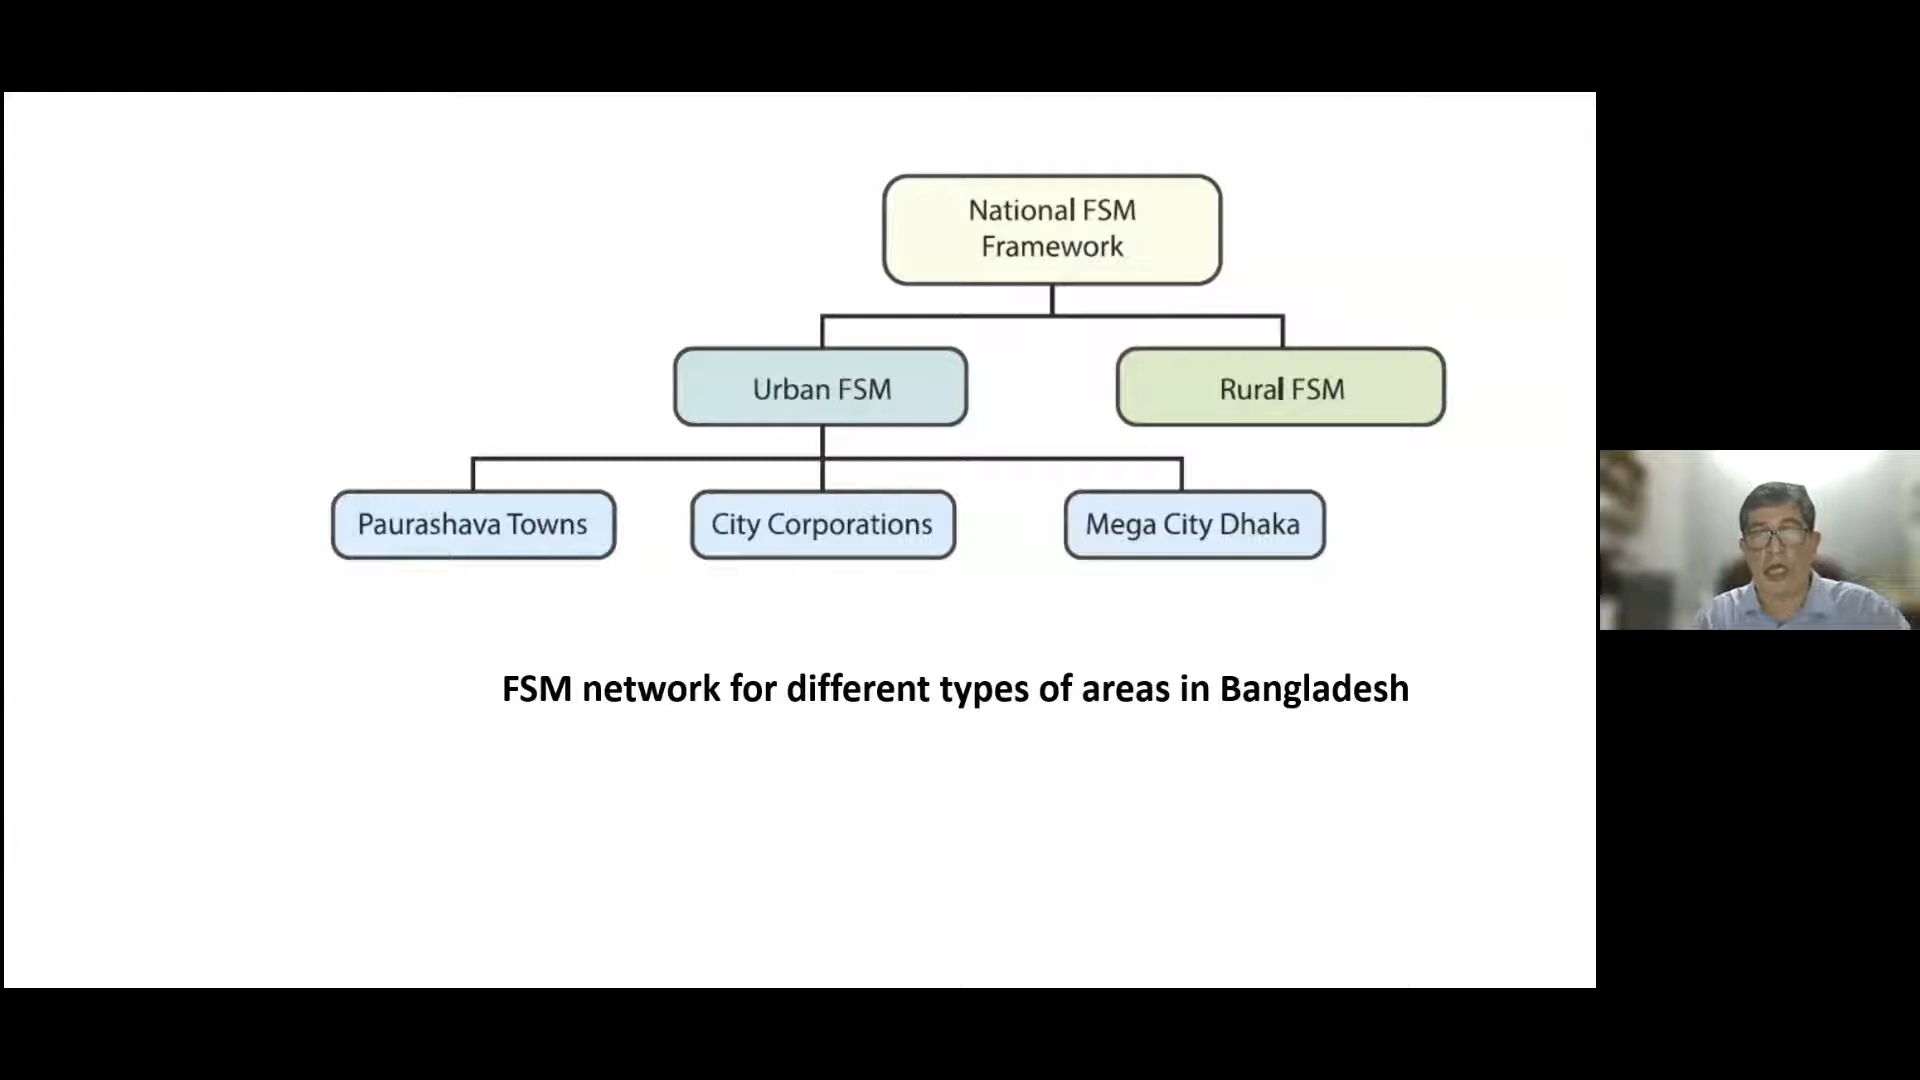 National FSM
Framework
Urban FSM
Rural FSM
Paurashava Towns
City Corporations
Mega City Dhaka
FSM network for different types of areas in Bangladesh